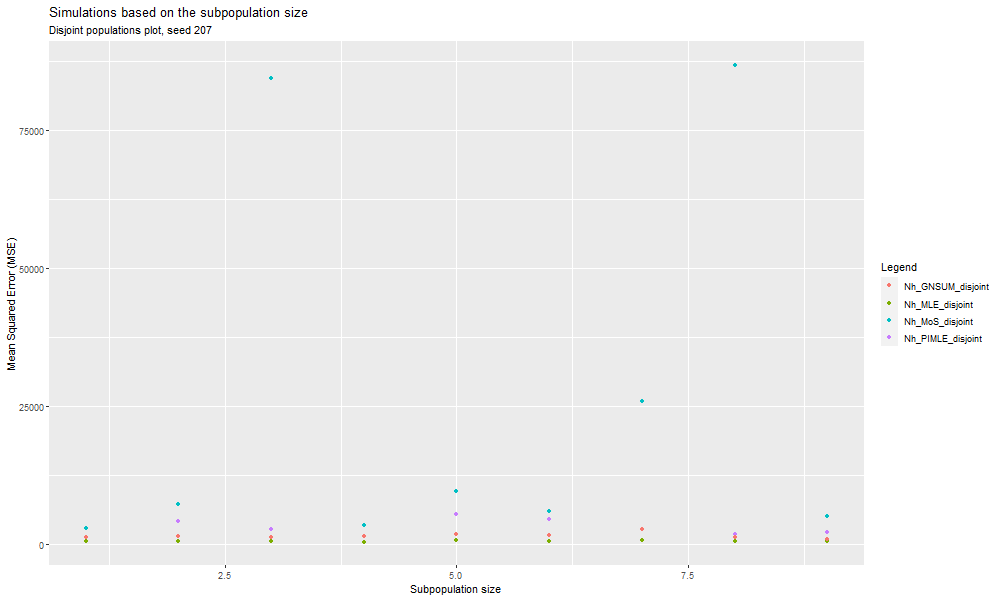 Simulations based on the subpopulation size
Disjoint populations plot, seed 207
Mean Squared Error (MSE)
75000
50000
25000
0
2.5
5.0
7.5
Subpopulation size
Legend
Nh_GNSUM_disjoint
Nh_MLE_disjoint
Nh_MoS_disjoint
Nh_PIMLE_disjoint